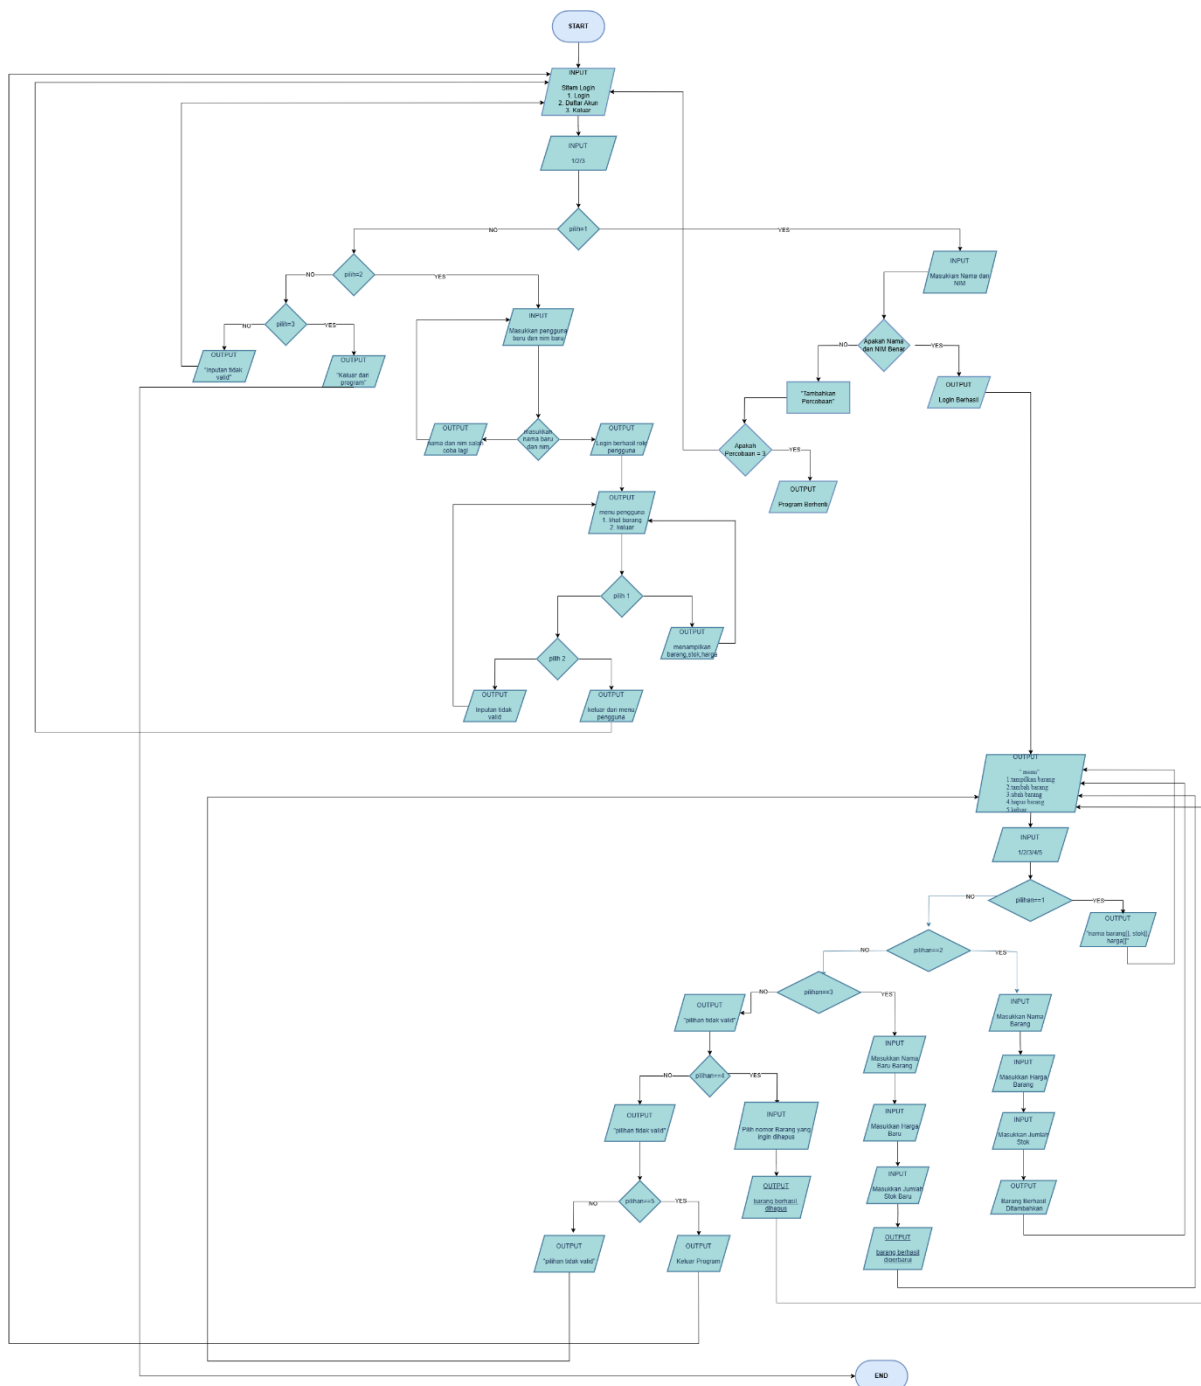 START
INPUT
Sitem Login
1. Login
2. Daftar Akun
3. Keluar
INPUT
1/2/3
pilih=1
NO
YES
pilih=2
NO
YES
INPUT
Masukkan Nama dan
NIM
pilih=3
NO
YES
INPUT
Masukkan pengguna
baru dan nim baru
Apakah Nama
dan NIM Benar
NO
YES
OUTPUT
"Inputan tidak
valid"
OUTPUT
"Keluar dari
program"
OUTPUT
Login Berhasil
"Tambahkan
Percobaan"
OUTPUT
nama dan nim salah
coba lagi
masukkan
nama baru
dan nim
OUTPUT
Login berhasil role
pengguna
Apakah
Percobaan = 3
YES
OUTPUT
Program Berhenti
OUTPUT
menu pengguna
1. lihat barang
2. keluar
pilih 1
OUTPUT
menampilkan
barang,stok,harga
pilih 2
OUTPUT
Inputan tidak
valid
OUTPUT
keluar dari menu
pengguna
OUTPUT
" menu"
1.tampilkan barang
2.tambah barang
3.ubah barang
4.hapus barang
5.keluar
INPUT
1/2/3/4/5
pilihan==1
NO
YES
OUTPUT
"nama barang[], stok[],
harga[]"
pilihan==2
NO
YES
pilihan==3
NO
YES
OUTPUT
"pilihan tidak valid"
INPUT
Masukkan Nama
Barang
INPUT
Masukkan Nama
Baru Barang
pilihan==4
NO
YES
INPUT
Masukkan Harga
Barang
OUTPUT
"pilihan tidak valid"
INPUT
Pilih nomor Barang yang
ingin dihapus
INPUT
Masukkan Harga
Baru
INPUT
Masukkan Jumlah
Stok
pilihan==5
NO
YES
OUTPUT
barang berhasil
dihapus
INPUT
Masukkan Jumlah
Stok Baru
OUTPUT
Barang Berhasil
Ditambahkan
OUTPUT
"pilihan tidak valid"
OUTPUT
Keluar Program
OUTPUT
barang berhasil
diperbarui
END